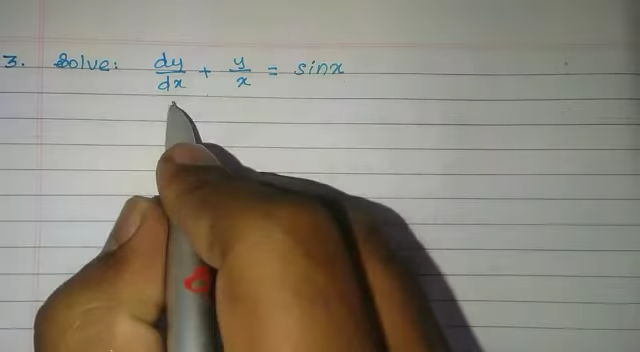 3. Solve: dy/dx + y/x = sinx